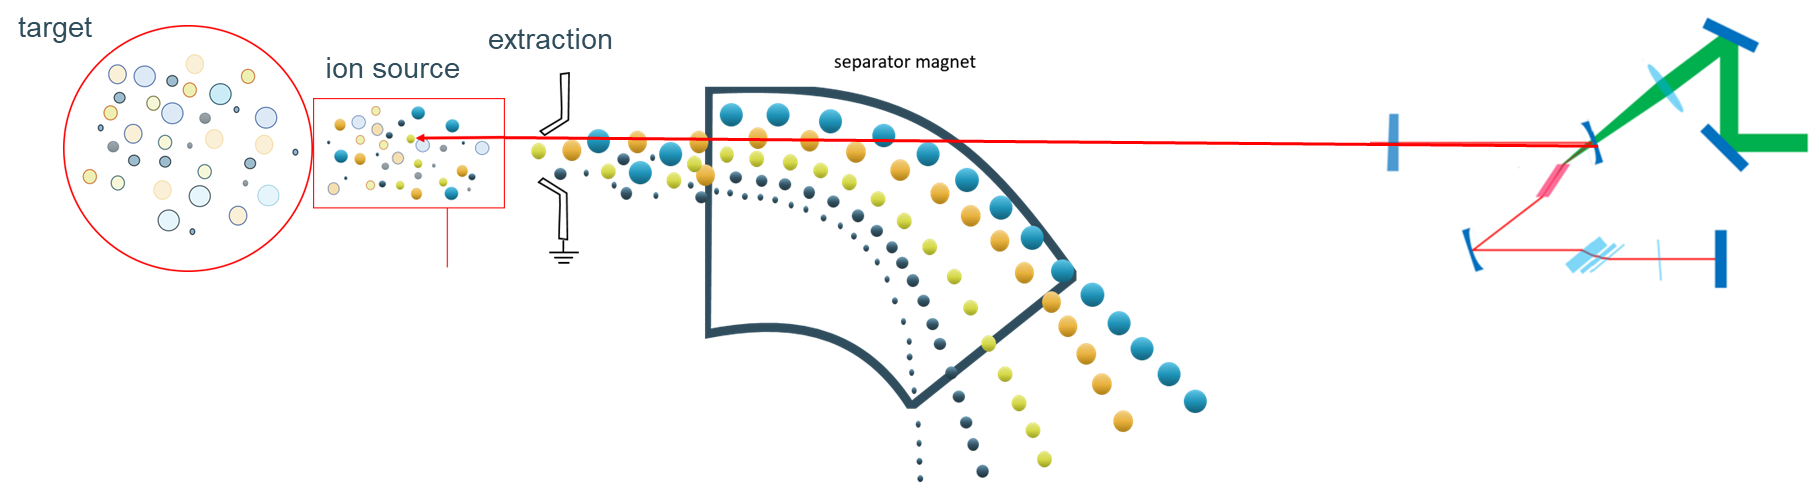 target
ion source
extraction
separator magnet